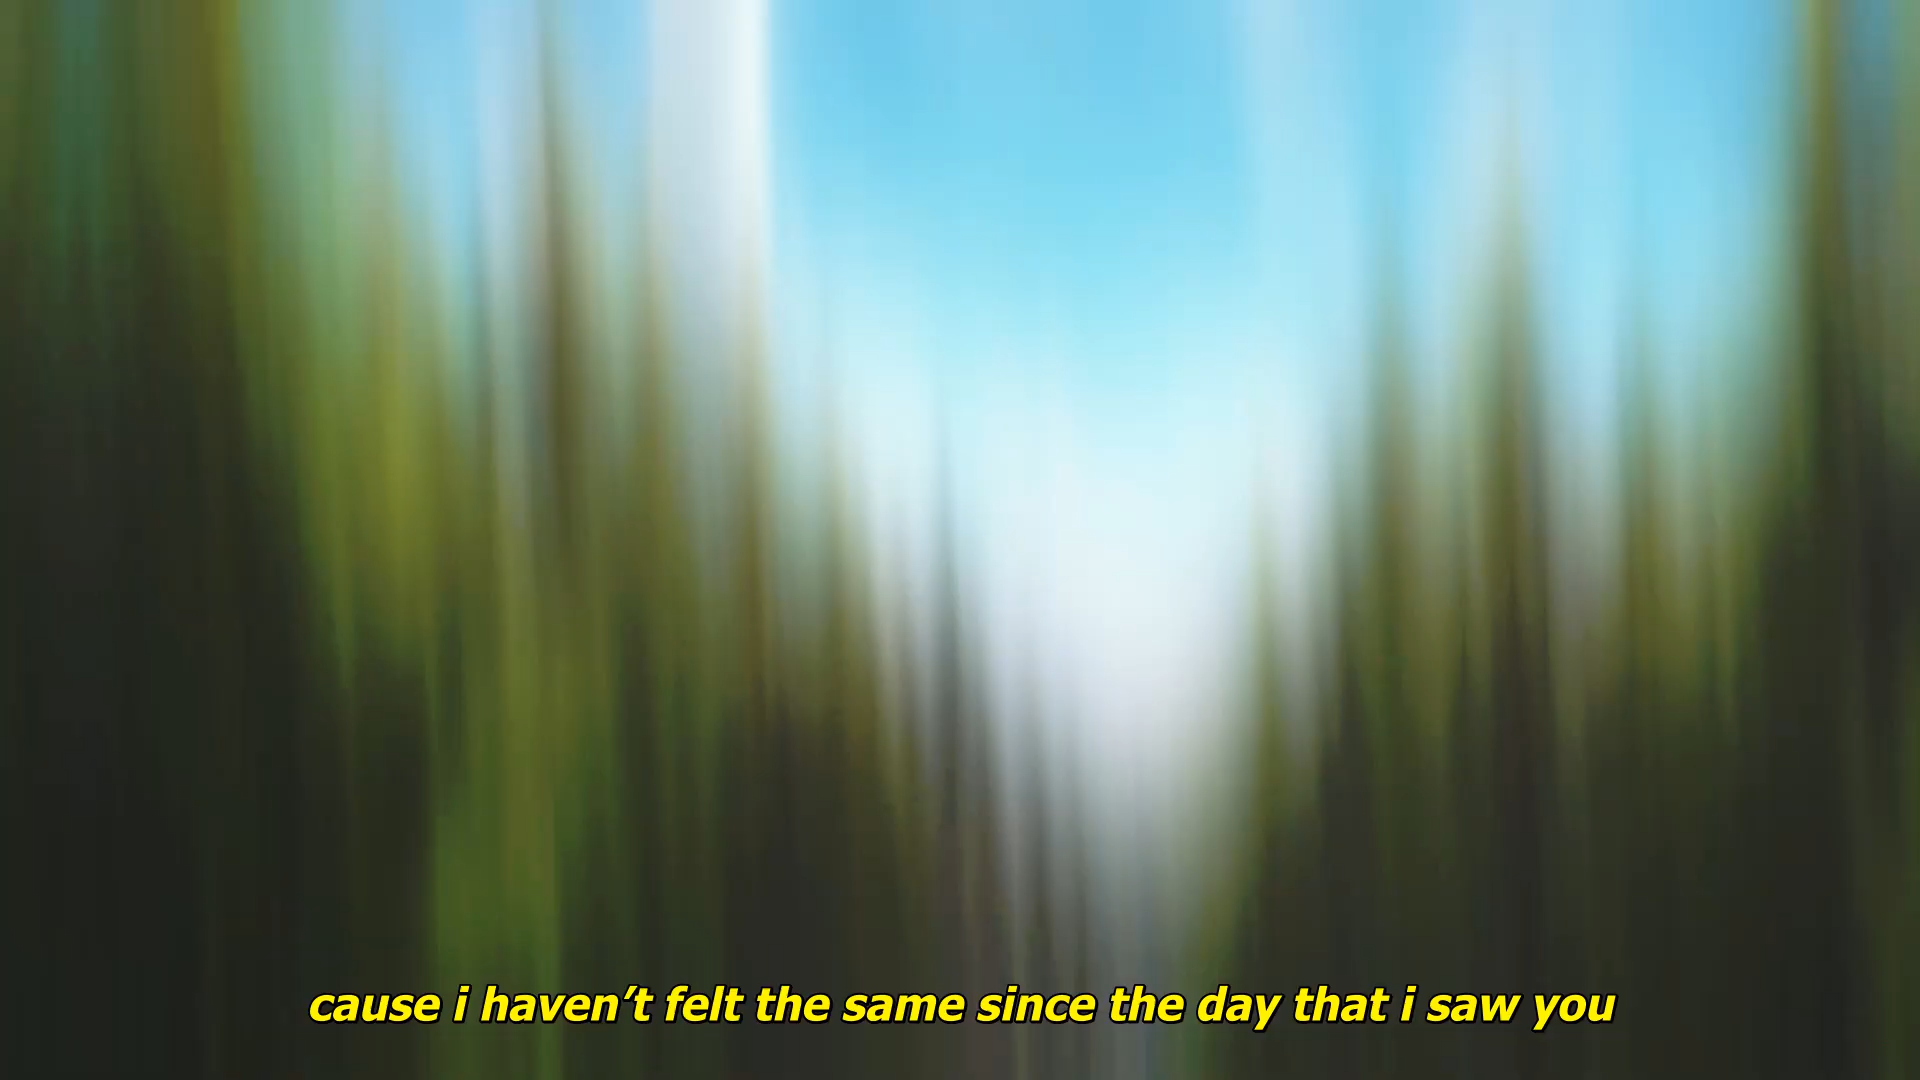 cause i haven’t felt the same since the day that i saw you